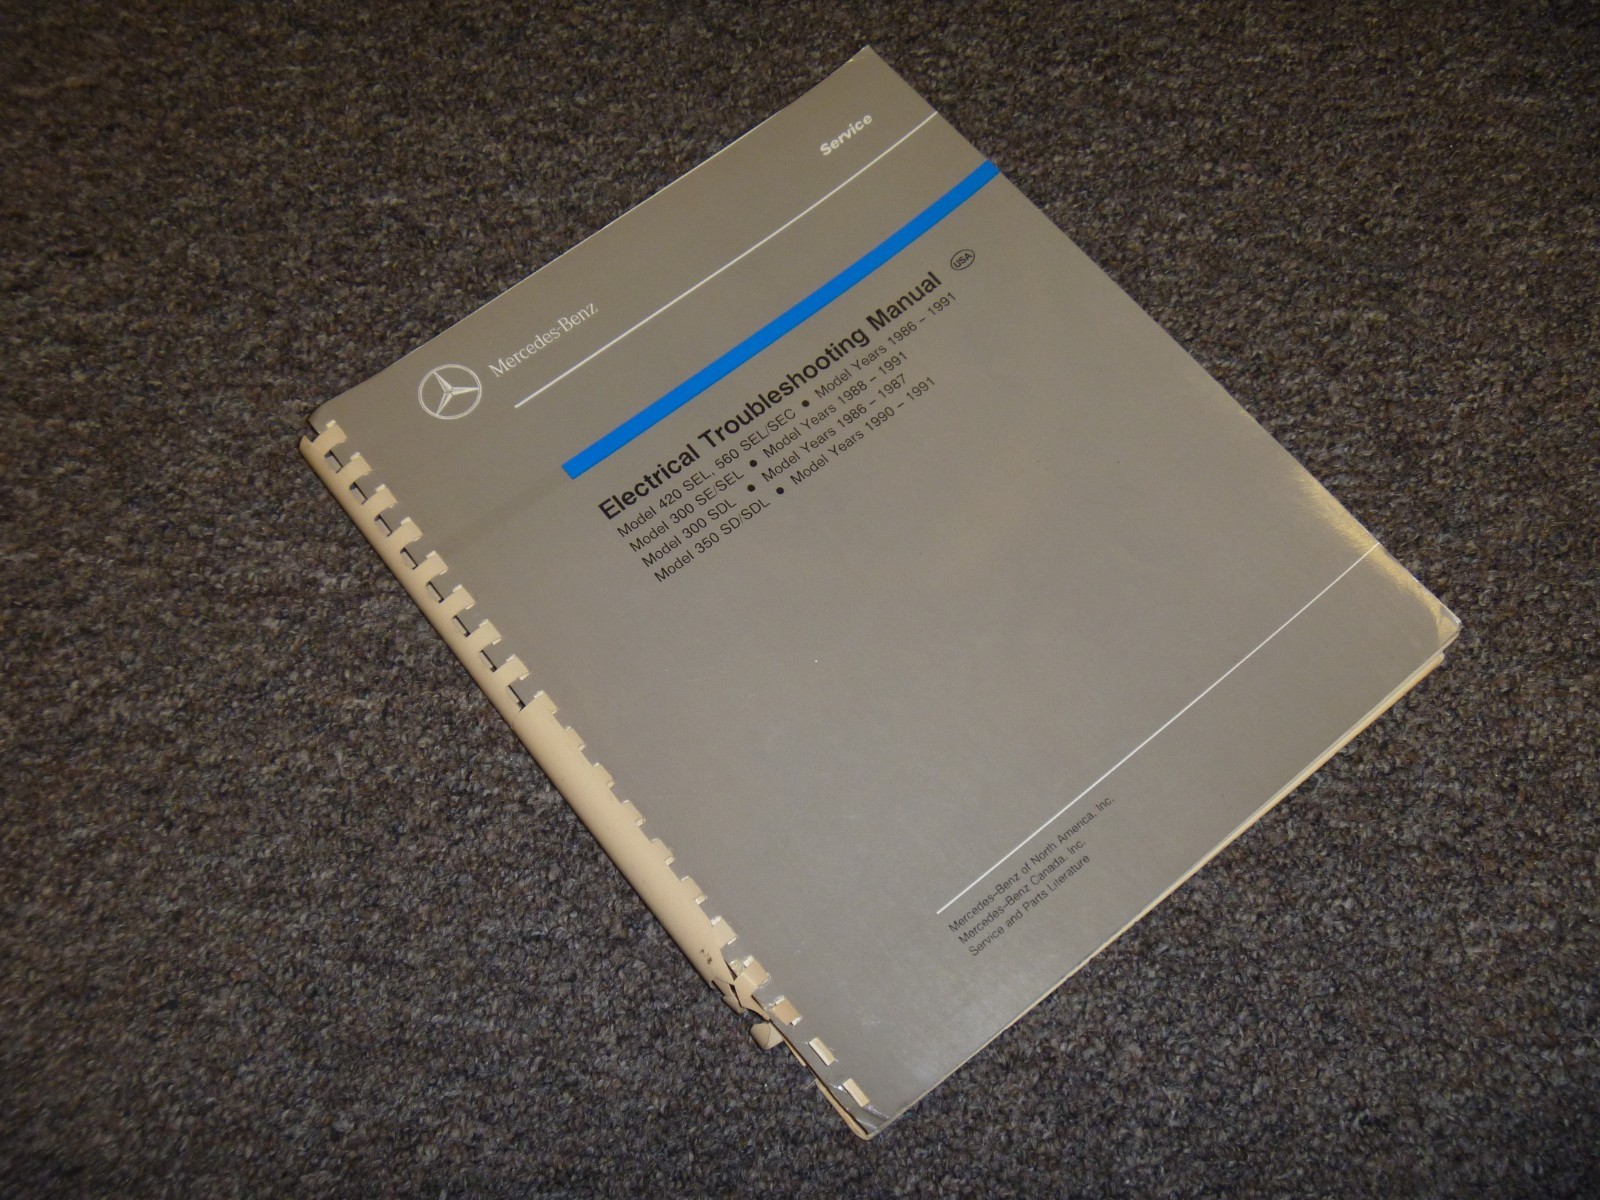 Service
Mercedes-Benz
Electrical Troubleshooting Manual USA
Model 420 SEL, 560 SEL/SEC ● Model Years 1986 – 1991
Model 300 SE/SEL ● Model Years 1988 – 1991
Model 300 SDL ● Model Years 1986 – 1987
Model 350 SD/SDL ● Model Years 1990 – 1991
Mercedes–Benz of North America, Inc.
Mercedes–Benz Canada, Inc.
Service and Parts Literature